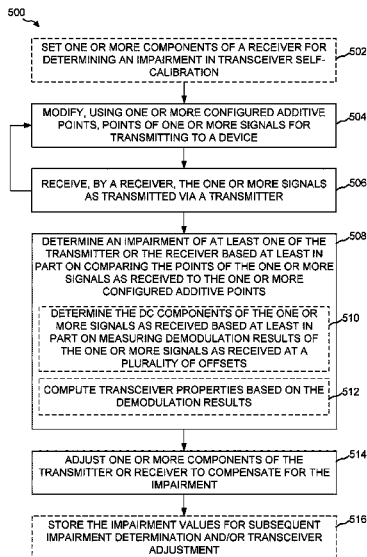 500
SET ONE OR MORE COMPONENTS OF A RECEIVER FOR
DETERMINING AN IMPAIRMENT IN TRANSCEIVER SELF-
CALIBRATION
502
MODIFY, USING ONE OR MORE CONFIGURED ADDITIVE
POINTS, POINTS OF ONE OR MORE SIGNALS FOR
TRANSMITTING TO A DEVICE
504
RECEIVE, BY A RECEIVER, THE ONE OR MORE SIGNALS
AS TRANSMITTED VIA A TRANSMITTER
506
DETERMINE AN IMPAIRMENT OF AT LEAST ONE OF THE
TRANSMITTER OR THE RECEIVER BASED AT LEAST IN
PART ON COMPARING THE POINTS OF THE ONE OR MORE
SIGNALS AS RECEIVED TO THE ONE OR MORE
CONFIGURED ADDITIVE POINTS
508
DETERMINE THE DC COMPONENTS OF THE ONE OR
MORE SIGNALS AS RECEIVED BASED AT LEAST IN
PART ON MEASURING DEMODULATION RESULTS
OF THE ONE OR MORE SIGNALS AS RECEIVED AT A
PLURALITY OF OFFSETS
510
COMPUTE TRANSCEIVER PROPERTIES BASED ON THE
DEMODULATION RESULTS
512
ADJUST ONE OR MORE COMPONENTS OF THE
TRANSMITTER OR RECEIVER TO COMPENSATE FOR THE
IMPAIRMENT
514
STORE THE IMPAIRMENT VALUES FOR SUBSEQUENT
IMPAIRMENT DETERMINATION AND/OR TRANSCEIVER
ADJUSTMENT
516